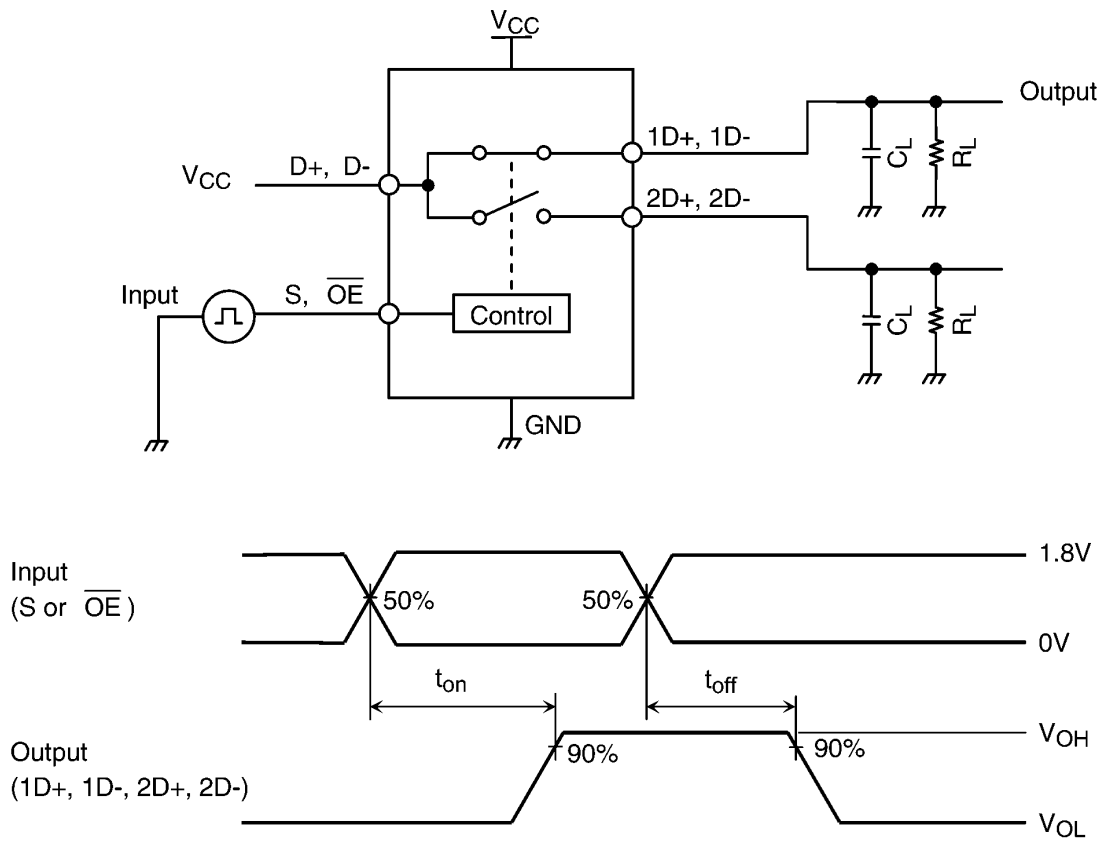 VCC
Output
1D+, 1D-
CL
RL
D+, D-
VCC
2D+, 2D-
Input
S, OE
Control
CL
RL
GND
1.8V
Input
(S or OE)
50%
50%
0V
ton
toff
VOH
Output
(1D+, 1D-, 2D+, 2D-)
90%
90%
VOL